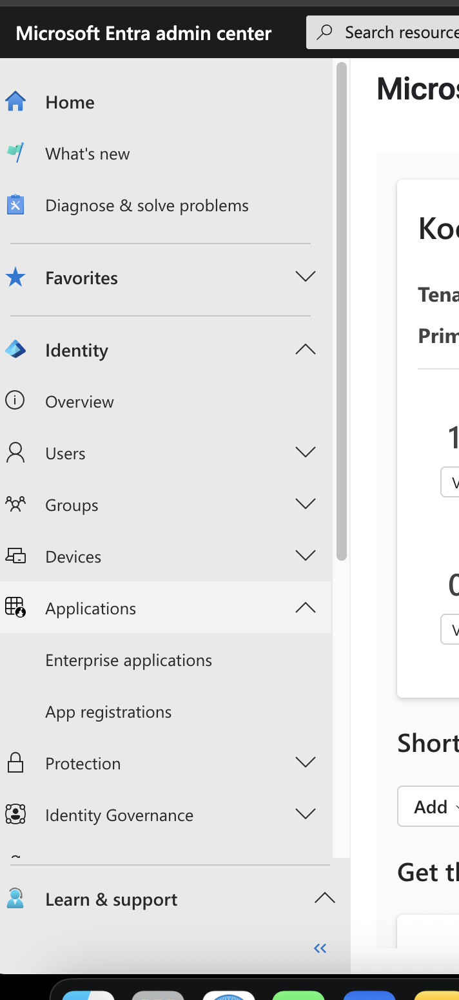 Microsoft Entra admin center
Search resource
Home
What's new
Diagnose & solve problems
Favorites
Identity
Overview
Users
Groups
Devices
Applications
Enterprise applications
App registrations
Protection
Identity Governance
Learn & support
Micros
Koo
Tena
Prim
1
V
0
V
Short
Add
Get th